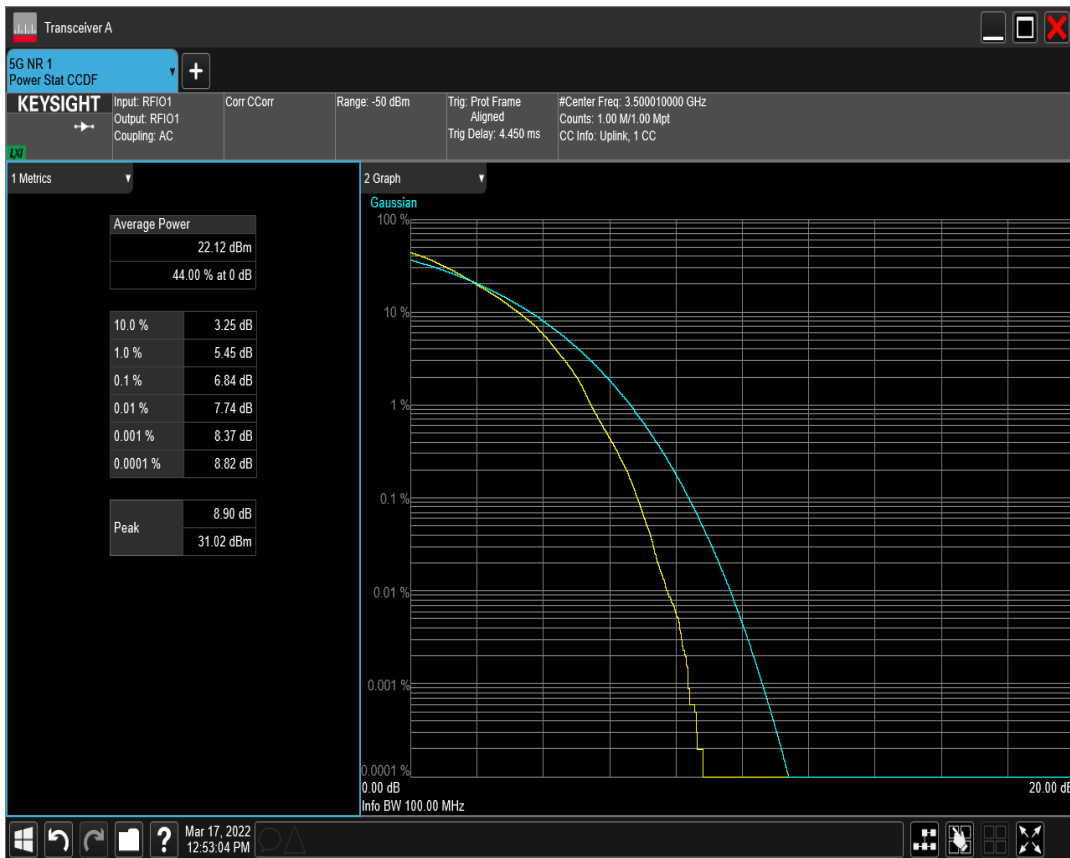 Transceiver A
5G NR 1
Power Stat CCDF
+
KEYSIGHT
LXI
Input: RFIO1
Output: RFIO1
Coupling: AC
Corr CCorr
Range: -50 dBm
Trig: Prot Frame
Aligned
Trig Delay: 4.450 ms
#Center Freq: 3.500010000 GHz
Counts: 1.00 M/1.00 Mpt
CC Info: Uplink, 1 CC
1 Metrics
Average Power
22.12 dBm
44.00 % at 0 dB
10.0 % 3.25 dB
1.0 % 5.45 dB
0.1 % 6.84 dB
0.01 % 7.74 dB
0.001 % 8.37 dB
0.0001 % 8.82 dB
Peak
8.90 dB
31.02 dBm
2 Graph
Gaussian
100 %
10 %
1 %
0.1 %
0.01 %
0.001 %
0.0001 %
0.00 dB 20.00 dB
Info BW 100.00 MHz
?
Mar 17, 2022
12:53:04 PM